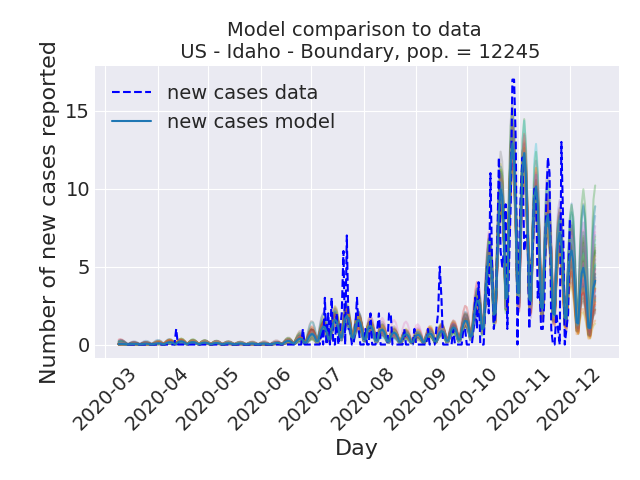 Model comparison to data
US - Idaho - Boundary, pop. = 12245
Number of new cases reported
15
10
5
0
new cases data
new cases model
2020-03
2020-04
2020-05
2020-06
2020-07
2020-08
2020-09
2020-10
2020-11
2020-12
Day